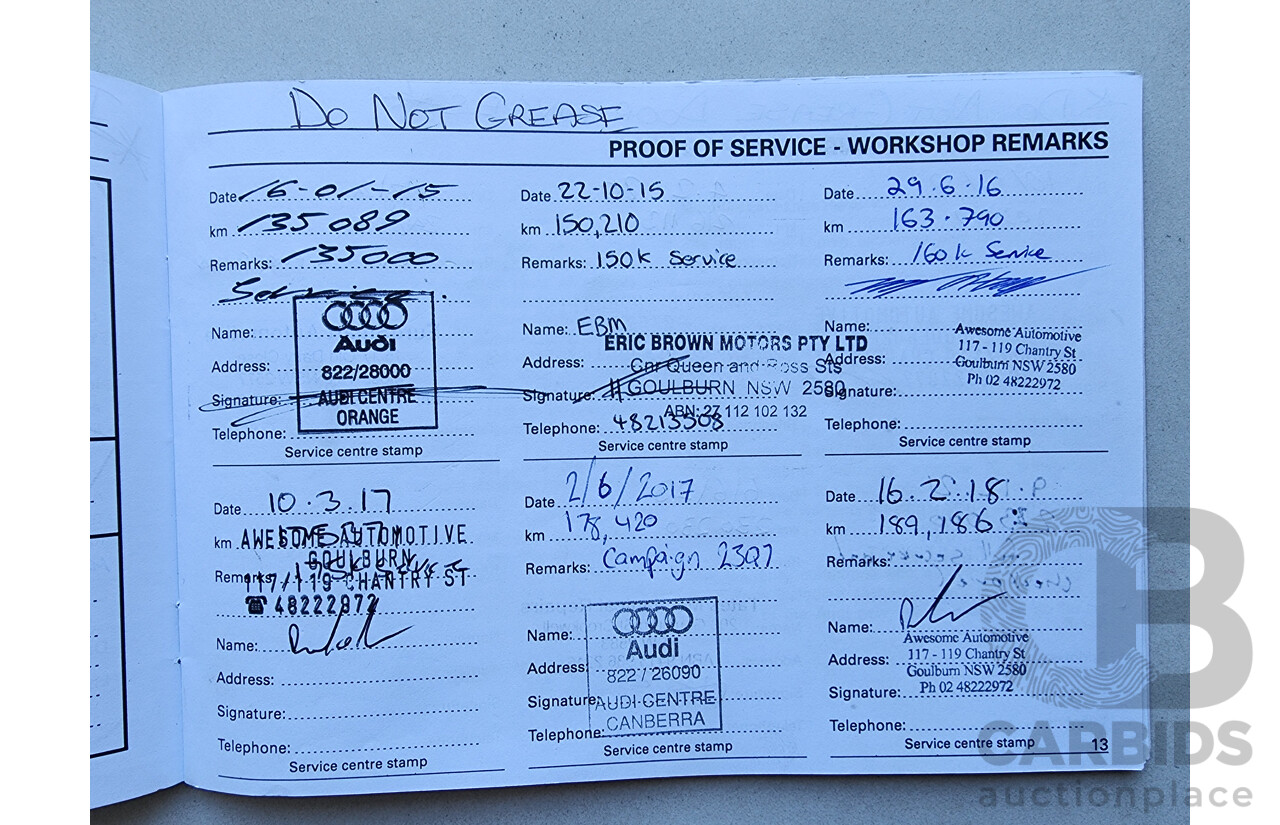 DO NOT GREASE
PROOF OF SERVICE - WORKSHOP REMARKS
Date 16-01-15
km 135089
Remarks: 135000
Service.
Name:
Audi
Address:
822/28000
Signature: AUDI CENTRE
ORANGE
Telephone:
Service centre stamp
Date 22-10-15
km 150,210
Remarks: 150k Service
Name: EBM
ERIC BROWN MOTORS PTY LTD
Address: Cnr Queen and Ross Sts
Signature: GOULBURN NSW 2580
ABN: 27 112 102 132
Telephone: 48213308
Service centre stamp
Date 29.6.16
km 163.790
Remarks: 160k Service
Name: Awesome Automotive
117 - 119 Chantry St
Address: Goulburn NSW 2580
Ph 02 48222972
Signature:
Telephone:
Service centre stamp
Date 10.3.17
km AWESOME AUTOMOTIVE
GOULBURN
Remarks: 117/119 CHANTRY ST
☎ 48222972
Name:
Address:
Signature:
Telephone:
Service centre stamp
Date 2/6/2017
km 178,420
Remarks: Campaign 23Q7
Name:
Audi
Address: 822/26090
Signature: AUDI CENTRE
CANBERRA
Telephone:
Service centre stamp
Date 16.2.18
km 189,186
Remarks:
Name:
Awesome Automotive
Address: 117 - 119 Chantry St
Goulburn NSW 2580
Signature: Ph 02 48222972
Telephone:
Service centre stamp
13
CARBIDS
auctionplace